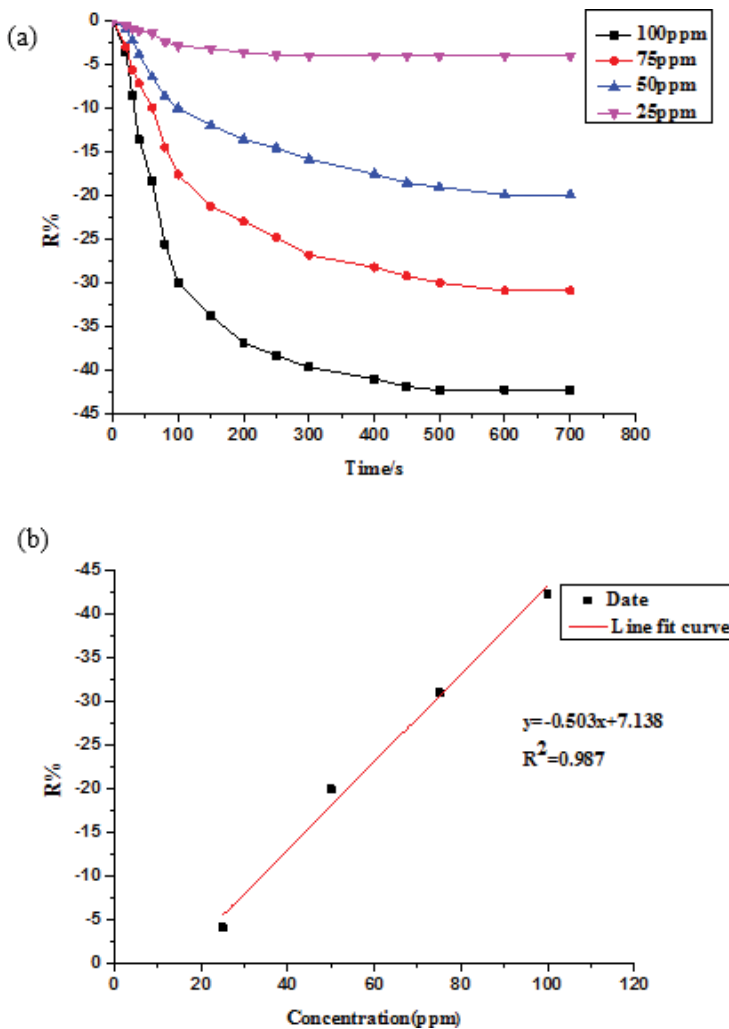 (a)
0
-5
-10
-15
-20
-25
-30
-35
-40
-45
R%
0 100 200 300 400 500 600 700 800
Time/s
100ppm
75ppm
50ppm
25ppm
(b)
-45
-40
-35
-30
-25
-20
-15
-10
-5
0
R%
0 20 40 60 80 100 120
Concentration(ppm)
Date
Line fit curve
y=-0.503x+7.138
R²=0.987